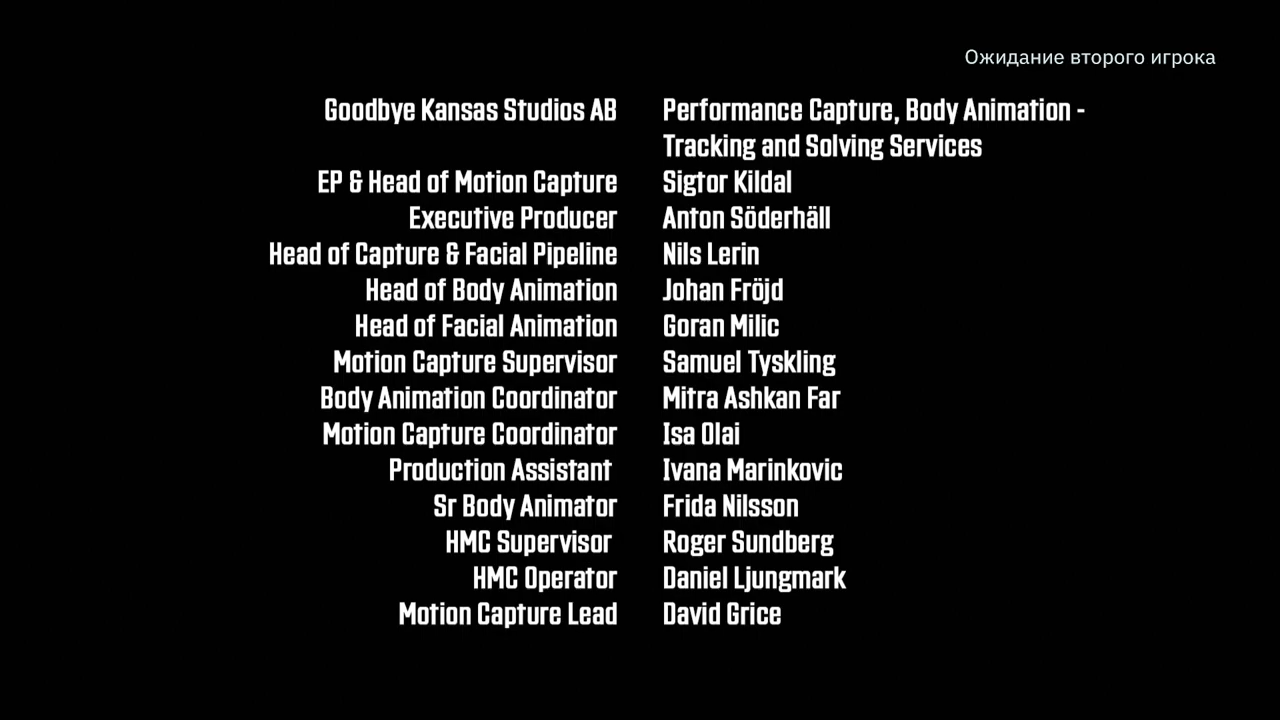 Ожидание второго игрока
Goodbye Kansas Studios AB Performance Capture, Body Animation -
Tracking and Solving Services
EP & Head of Motion Capture Sigtor Kildal
Executive Producer Anton Söderhäll
Head of Capture & Facial Pipeline Nils Lerin
Head of Body Animation Johan Fröjd
Head of Facial Animation Goran Milic
Motion Capture Supervisor Samuel Tyskling
Body Animation Coordinator Mitra Ashkan Far
Motion Capture Coordinator Isa Olai
Production Assistant Ivana Marinkovic
Sr Body Animator Frida Nilsson
HMC Supervisor Roger Sundberg
HMC Operator Daniel Ljungmark
Motion Capture Lead David Grice